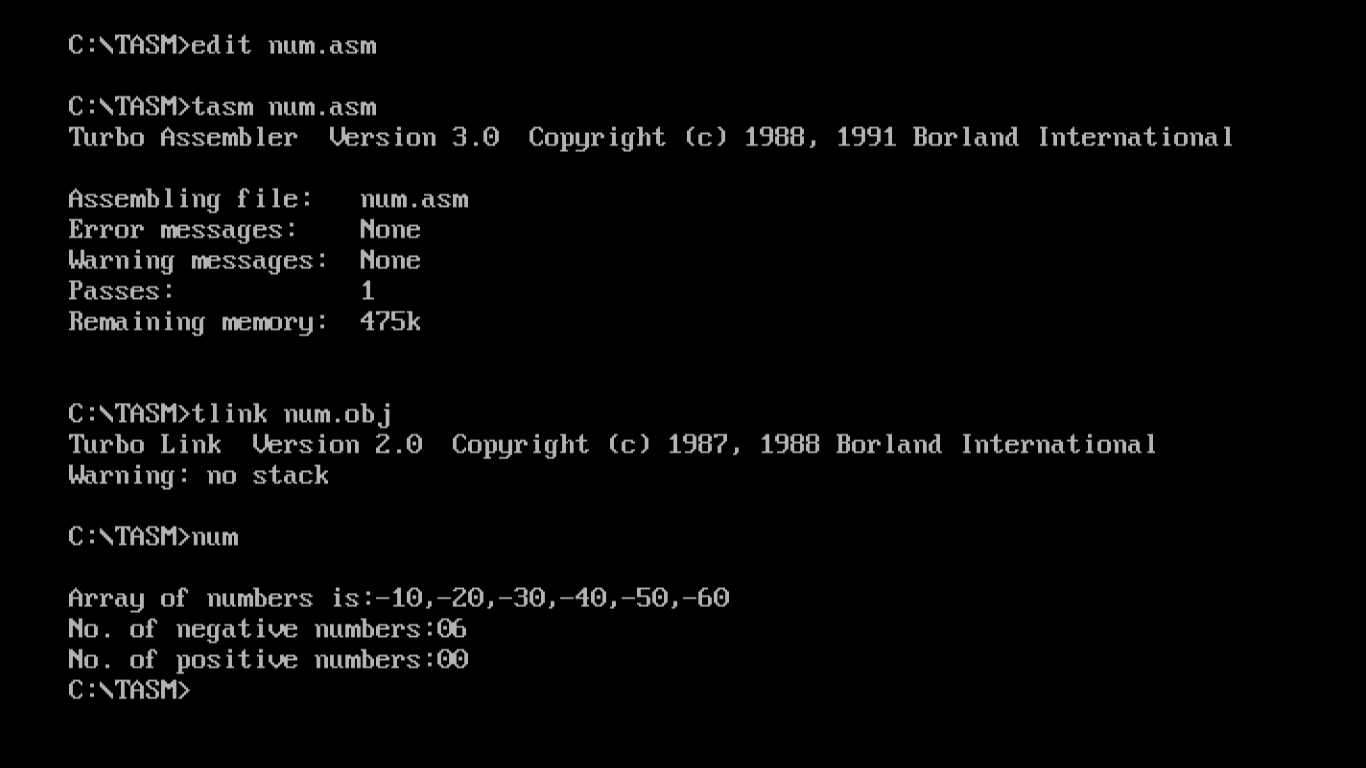 C:\TASM>edit num.asm
C:\TASM>tasm num.asm
Turbo Assembler  Version 3.0  Copyright (c) 1988, 1991 Borland International
Assembling file:   num.asm
Error messages:    None
Warning messages:  None
Passes:            1
Remaining memory:  475k
C:\TASM>tlink num.obj
Turbo Link  Version 2.0  Copyright (c) 1987, 1988 Borland International
Warning: no stack
C:\TASM>num
Array of numbers is:-10,-20,-30,-40,-50,-60
No. of negative numbers:06
No. of positive numbers:00
C:\TASM>